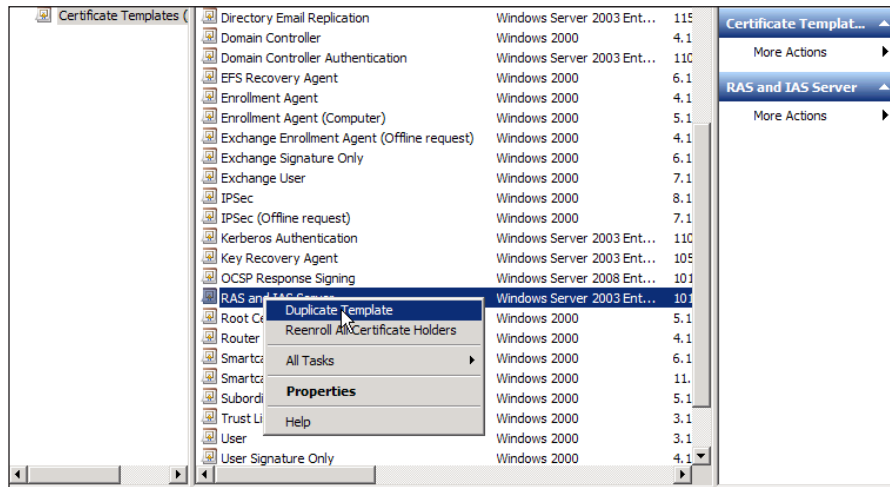 Certificate Templates (
Directory Email Replication Windows Server 2003 Ent... 115
Domain Controller Windows 2000 4.1
Domain Controller Authentication Windows Server 2003 Ent... 110
EFS Recovery Agent Windows 2000 6.1
Enrollment Agent Windows 2000 4.1
Enrollment Agent (Computer) Windows 2000 5.1
Exchange Enrollment Agent (Offline request) Windows 2000 4.1
Exchange Signature Only Windows 2000 6.1
Exchange User Windows 2000 7.1
IPSec Windows 2000 8.1
IPSec (Offline request) Windows 2000 7.1
Kerberos Authentication Windows Server 2003 Ent... 110
Key Recovery Agent Windows Server 2003 Ent... 105
OCSP Response Signing Windows Server 2008 Ent... 101
RAS and IAS Server Windows Server 2003 Ent... 101
Root Ce Windows 2000 5.1
Router Windows 2000 4.1
Smartca Windows 2000 6.1
Smartca Windows 2000 11.
Subordi Windows 2000 5.1
Trust Li Windows 2000 3.1
User Windows 2000 3.1
User Signature Only Windows 2000 4.1
Duplicate Template
Reenroll All Certificate Holders
All Tasks
Properties
Help
Certificate Templat...
More Actions
RAS and IAS Server
More Actions